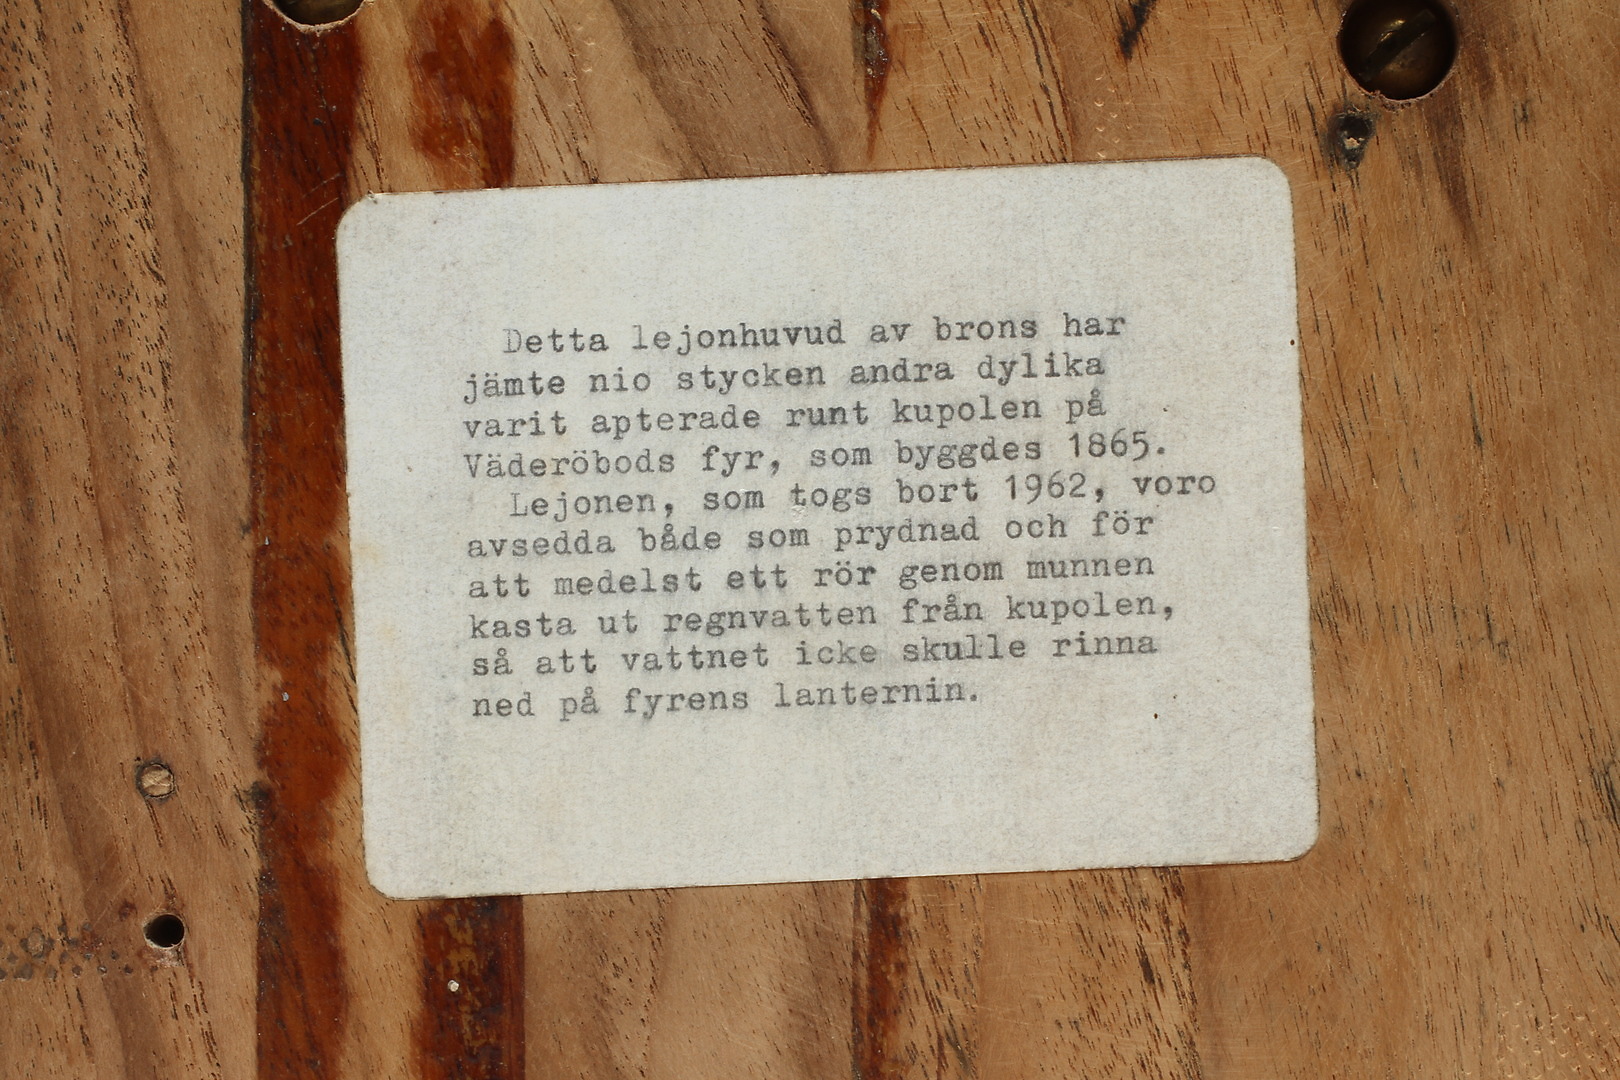 Detta lejonhuvud av brons har
jämte nio stycken andra dylika
varit apterade runt kupolen på
Väderöbods fyr, som byggdes 1865.
Lejonen, som togs bort 1962, voro
avsedda både som prydnad och för
att medelst ett rör genom munnen
kasta ut regnvatten från kupolen,
så att vattnet icke skulle rinna
ned på fyrens lanternin.